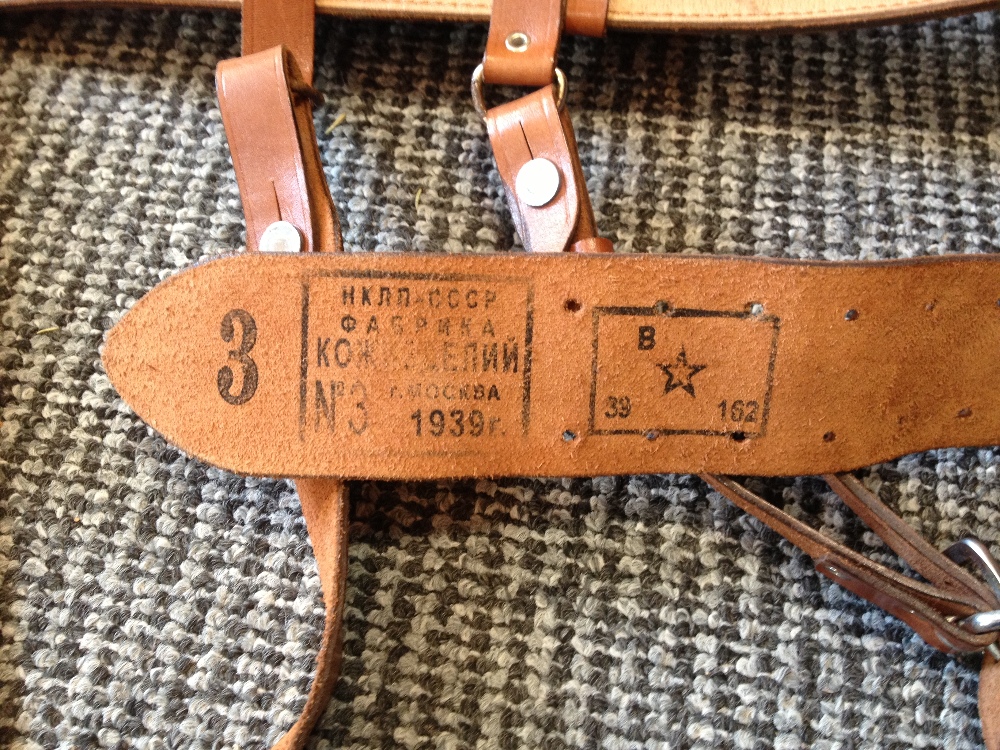 3
НКЛП-СССР
ФАБРИКА
КОЖИЗДЕЛИЙ
№3 г.МОСКВА
1939г.
В
39 162